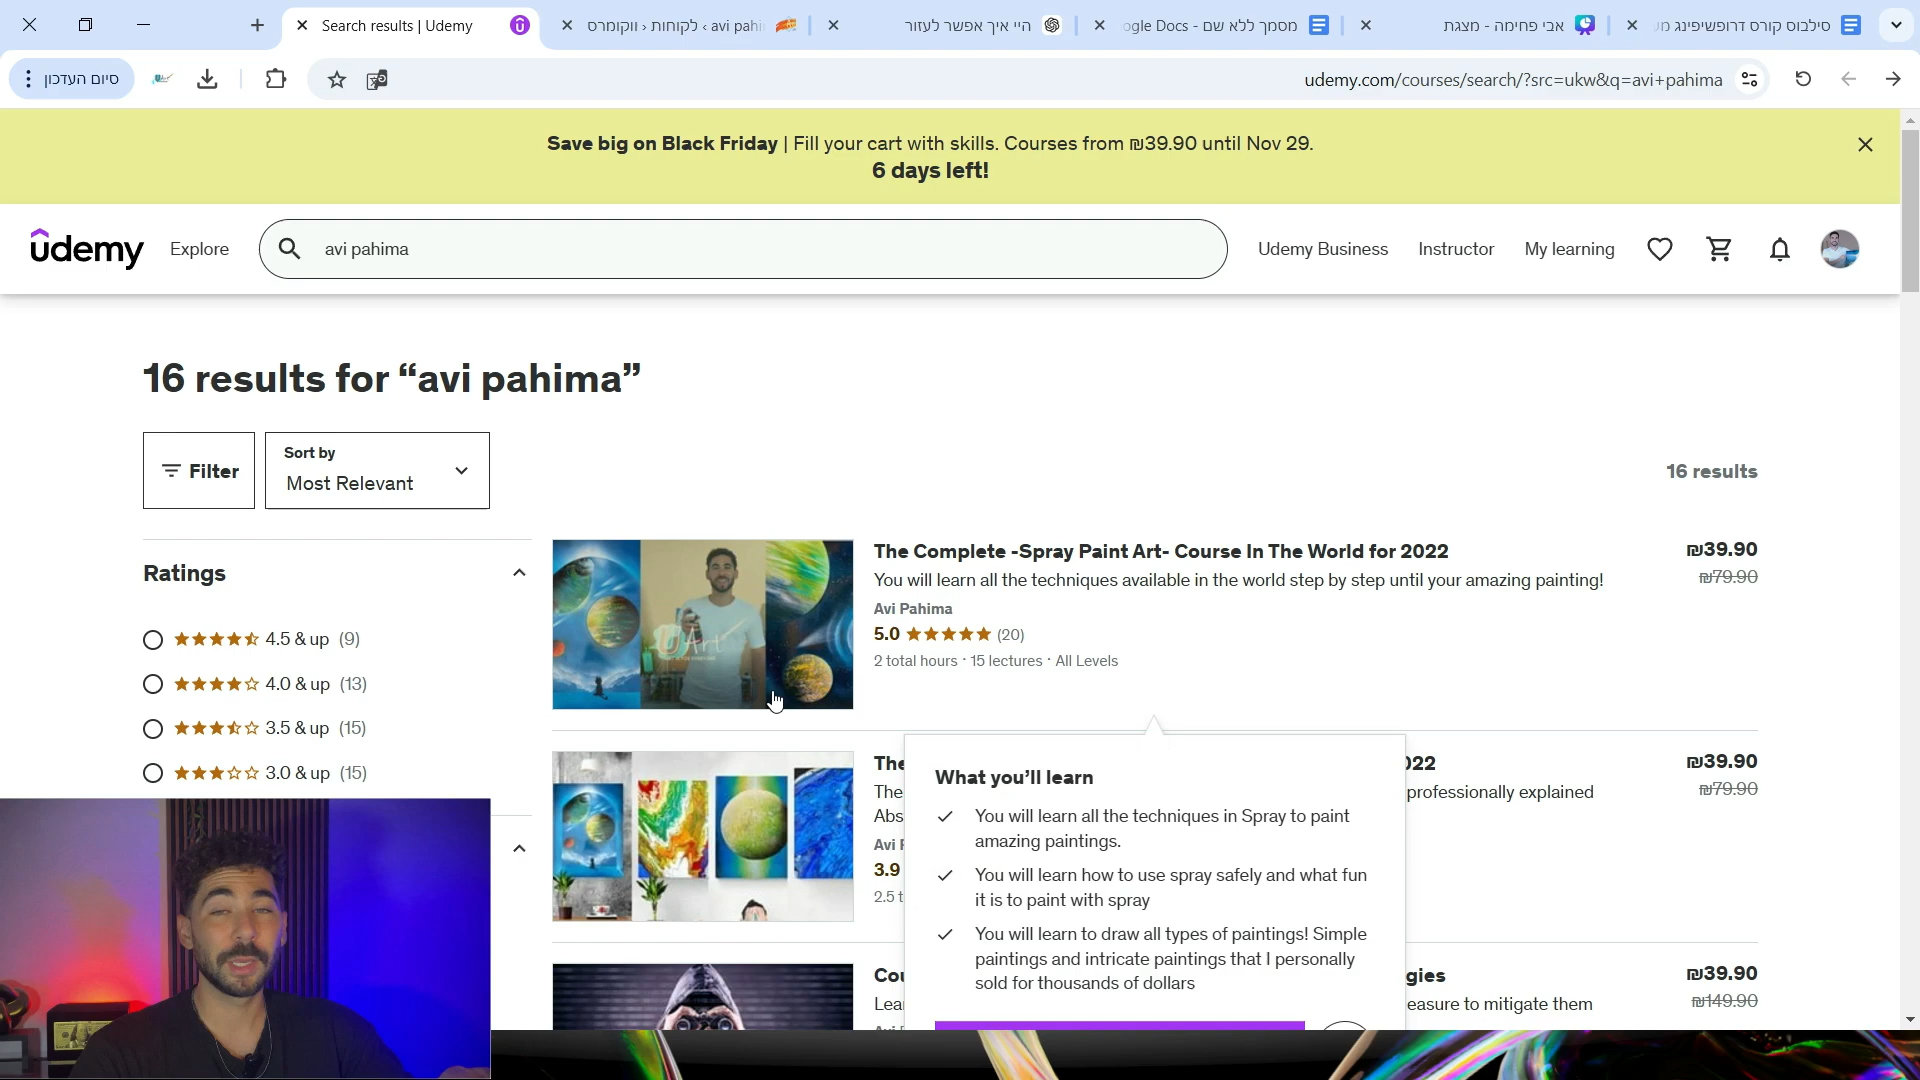 Search results | Udemy
avi pahi ‹ לקוחות ‹ ווקומרס
היי איך אפשר לעזור
מסמך ללא שם - ogle Docs
אבי פחימה - מצגת
סילבוס קורס דרופשיפינג מע
סיום העדכון
udemy.com/courses/search/?src=ukw&q=avi+pahima
Save big on Black Friday | Fill your cart with skills. Courses from ₪39.90 until Nov 29.
6 days left!
udemy
Explore
avi pahima
Udemy Business
Instructor
My learning
16 results for “avi pahima”
Filter
Sort by
Most Relevant
16 results
Ratings
4.5 & up (9)
4.0 & up (13)
3.5 & up (15)
3.0 & up (15)
The Complete -Spray Paint Art- Course In The World for 2022
₪39.90
You will learn all the techniques available in the world step by step until your amazing painting!
₪79.90
Avi Pahima
5.0 (20)
2 total hours · 15 lectures · All Levels
UArt
The
022
₪39.90
The
professionally explained
₪79.90
Abs
Avi P
3.9
2.5 t
What you’ll learn
You will learn all the techniques in Spray to paint
amazing paintings.
You will learn how to use spray safely and what fun
it is to paint with spray
You will learn to draw all types of paintings! Simple
paintings and intricate paintings that I personally
sold for thousands of dollars
Cou
gies
₪39.90
Lear
easure to mitigate them
₪149.90